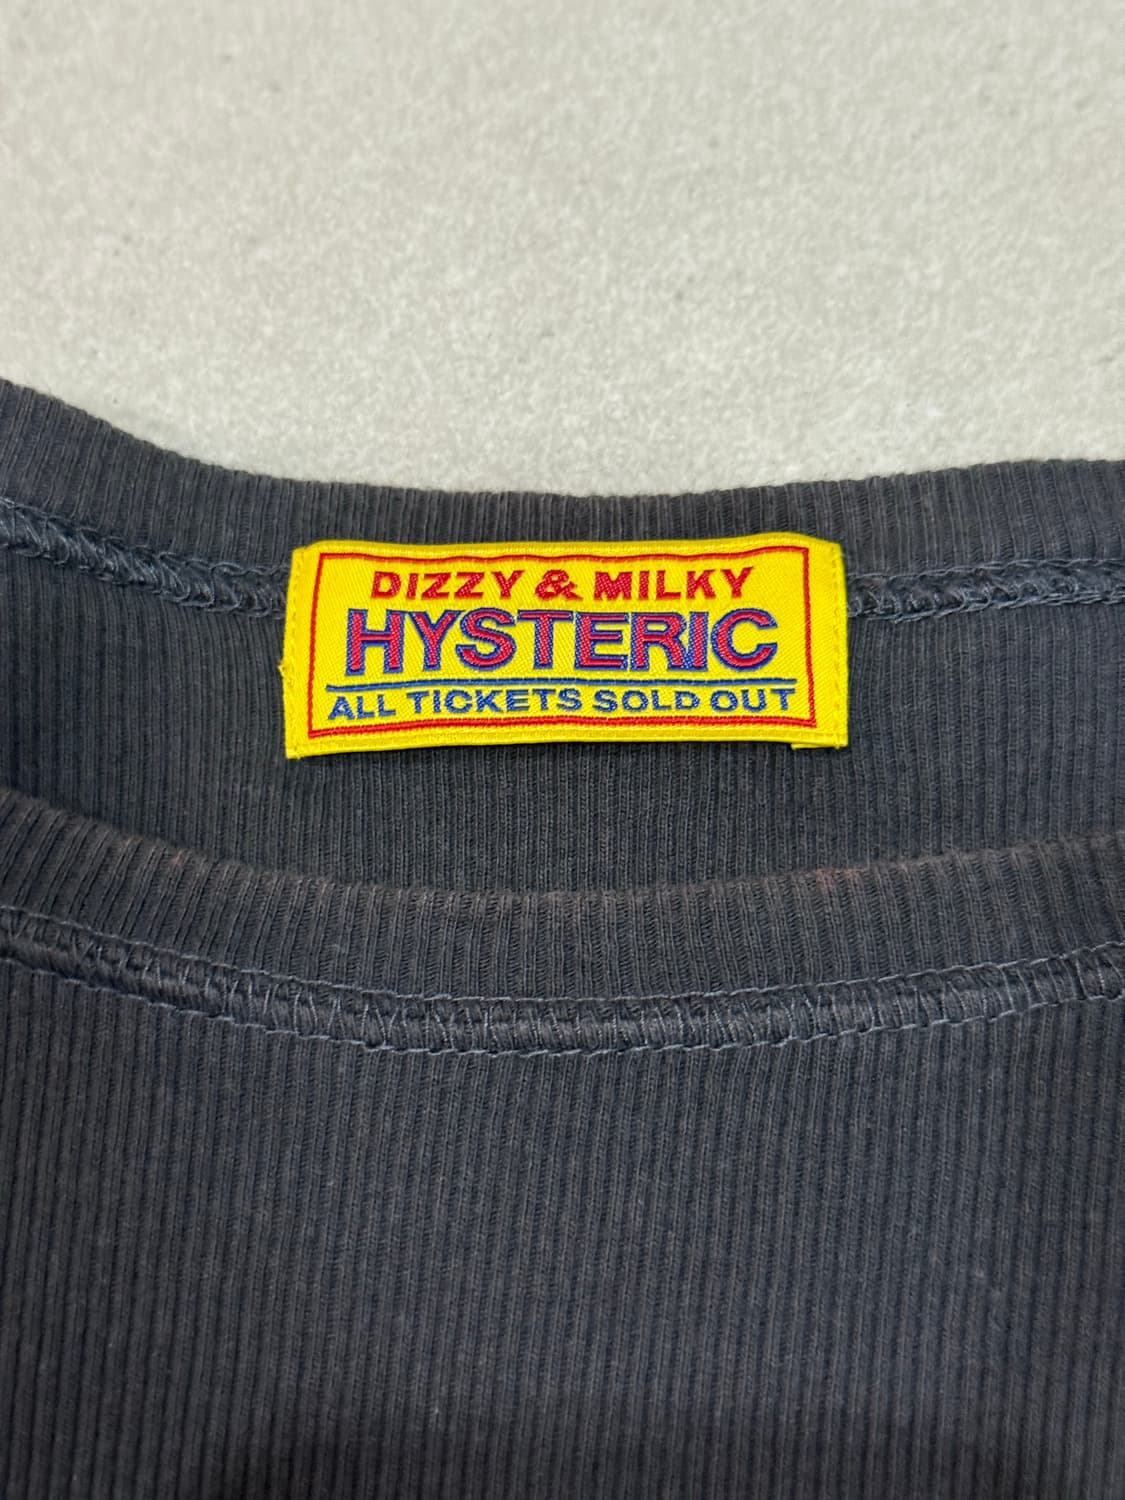 DIZZY & MILKY
HYSTERIC
ALL TICKETS SOLD OUT